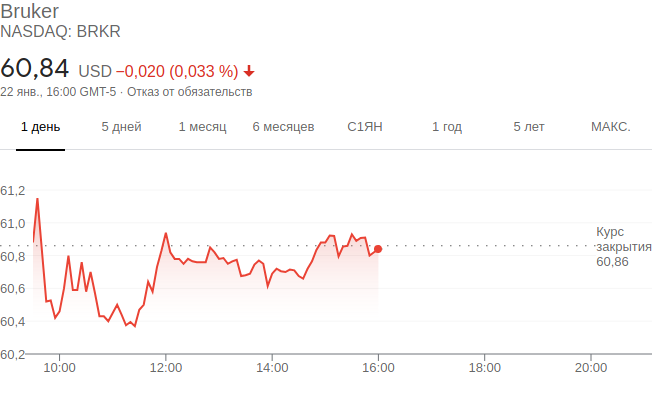 Bruker
NASDAQ: BRKR
60,84 USD −0,020 (0,033 %)
22 янв., 16:00 GMT-5 · Отказ от обязательств
1 день 5 дней 1 месяц 6 месяцев С1ЯН 1 год 5 лет МАКС.
61,2
61,0
Курс
закрытия
60,86
60,8
60,6
60,4
60,2
10:00 12:00 14:00 16:00 18:00 20:00